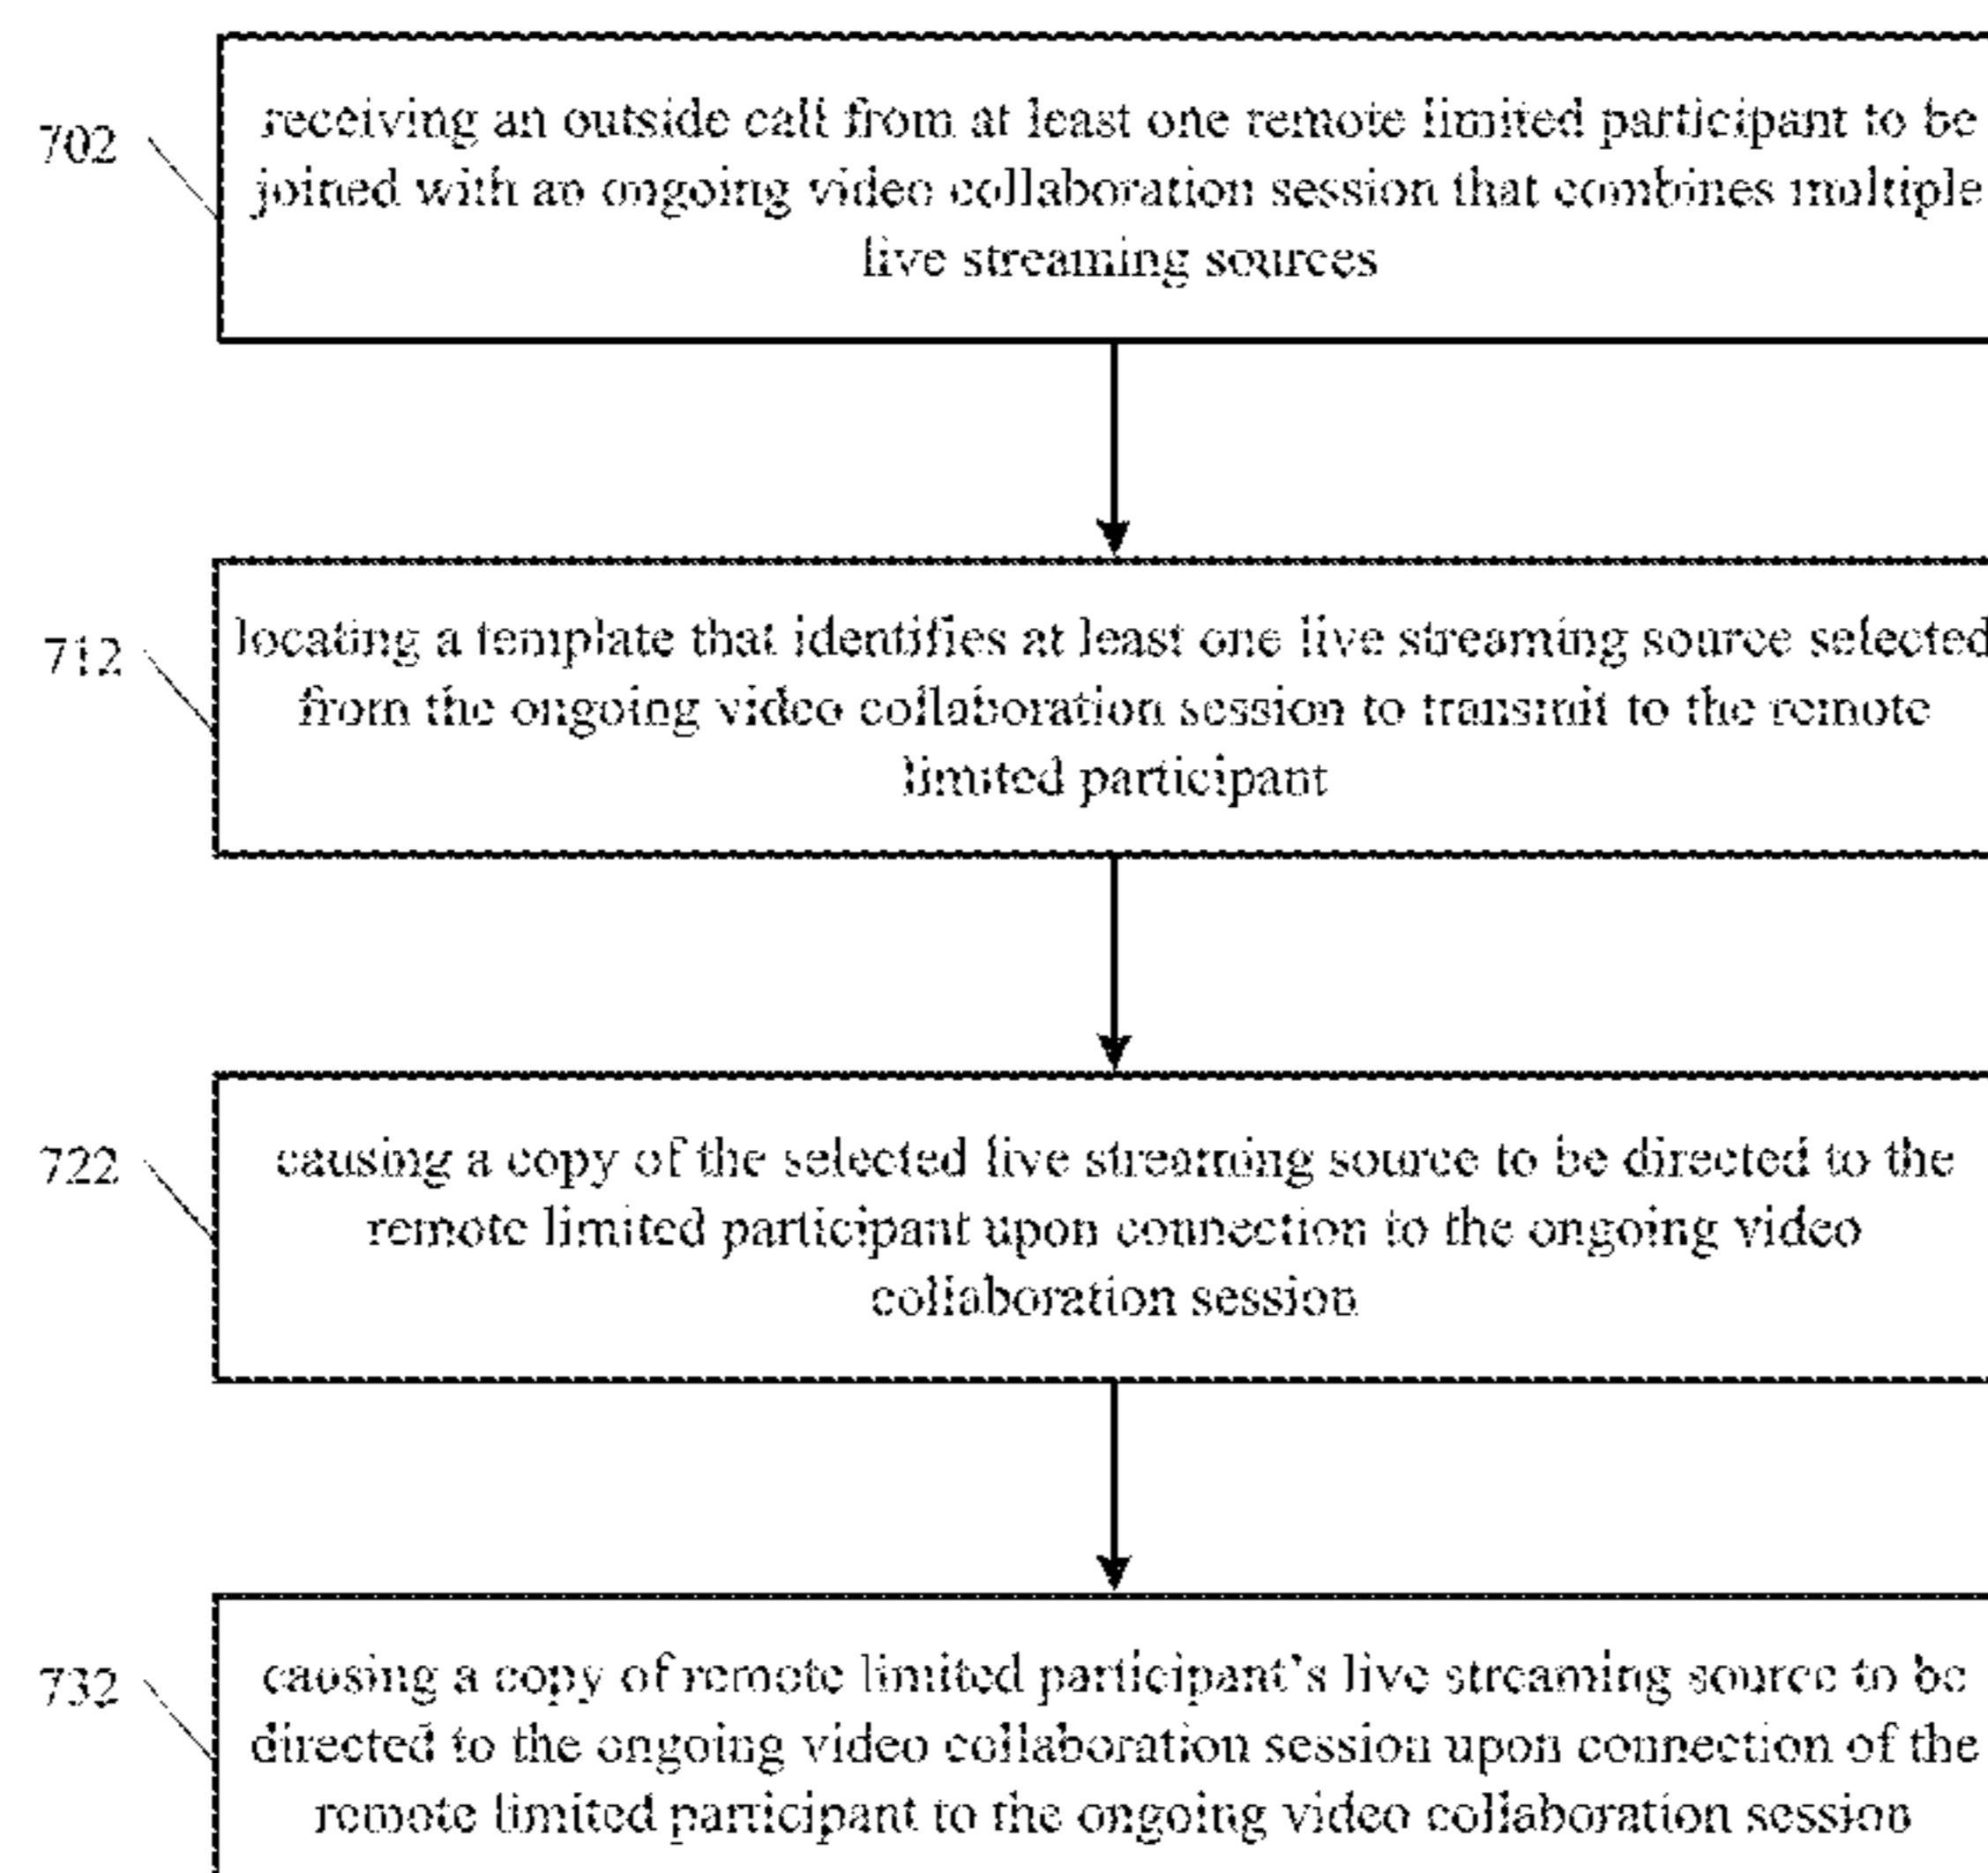 702
receiving an outside call from at least one remote limited participant to be
joined with an ongoing video collaboration session that combines multiple
live streaming sources
712
locating a template that identifies at least one live streaming source selected
from the ongoing video collaboration session to transmit to the remote
limited participant
722
causing a copy of the selected live streaming source to be directed to the
remote limited participant upon connection to the ongoing video
collaboration session
732
causing a copy of remote limited participant's live streaming source to be
directed to the ongoing video collaboration session upon connection of the
remote limited participant to the ongoing video collaboration session